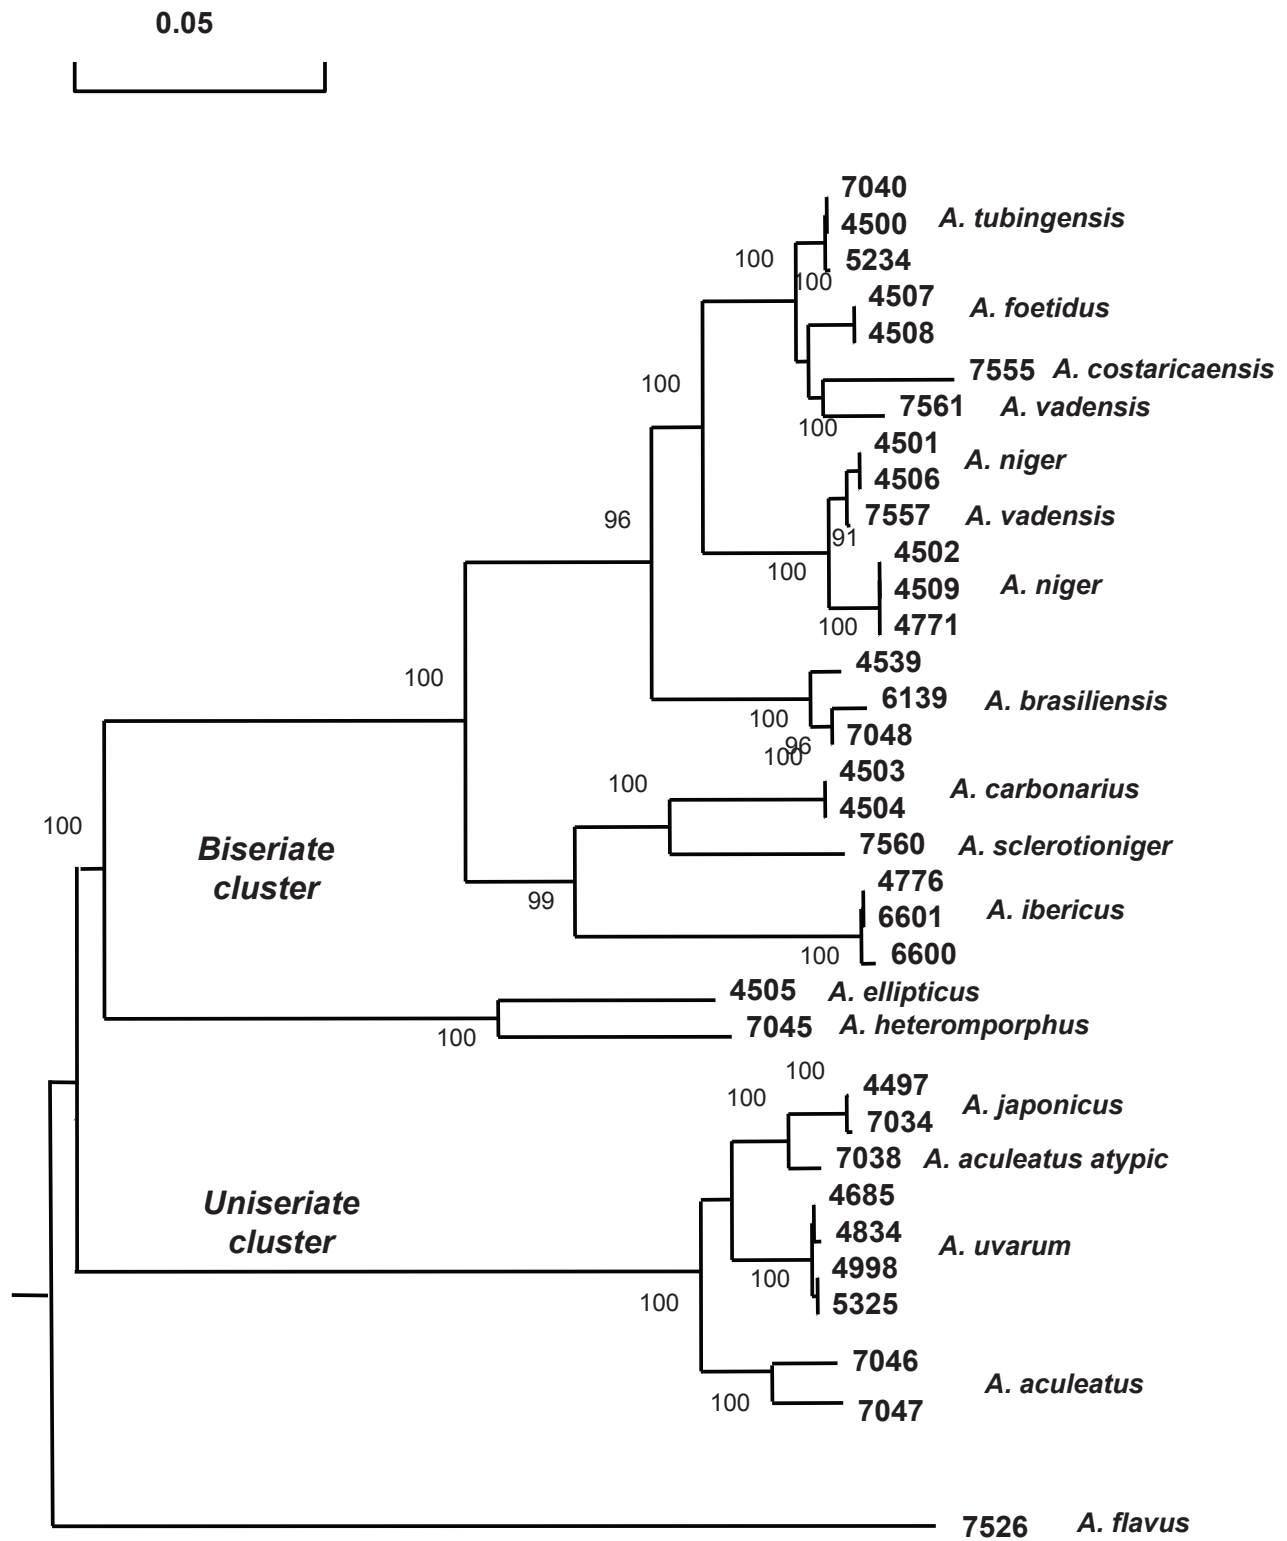 0.05
7040
4500 A. tubingensis
100 5234
100
4507 A. foetidus
4508
7555 A. costaricaensis
100
7561 A. vadensis
100
4501
4506 A. niger
7557 A. vadensis
96
91
4502
100
4509 A. niger
100 4771
4539
100
6139 A. brasiliensis
100
96
7048
100
4503
100
4504 A. carbonarius
100
7560 A. sclerotioniger
Biseriate
cluster
4776
99
6601 A. ibericus
100 6600
4505 A. ellipticus
100
7045 A. heteromporphus
100
4497
100
7034 A. japonicus
7038 A. aculeatus atypic
4685
Uniseriate
cluster
4834 A. uvarum
4998
100
5325
100
7046
A. aculeatus
100
7047
7526 A. flavus